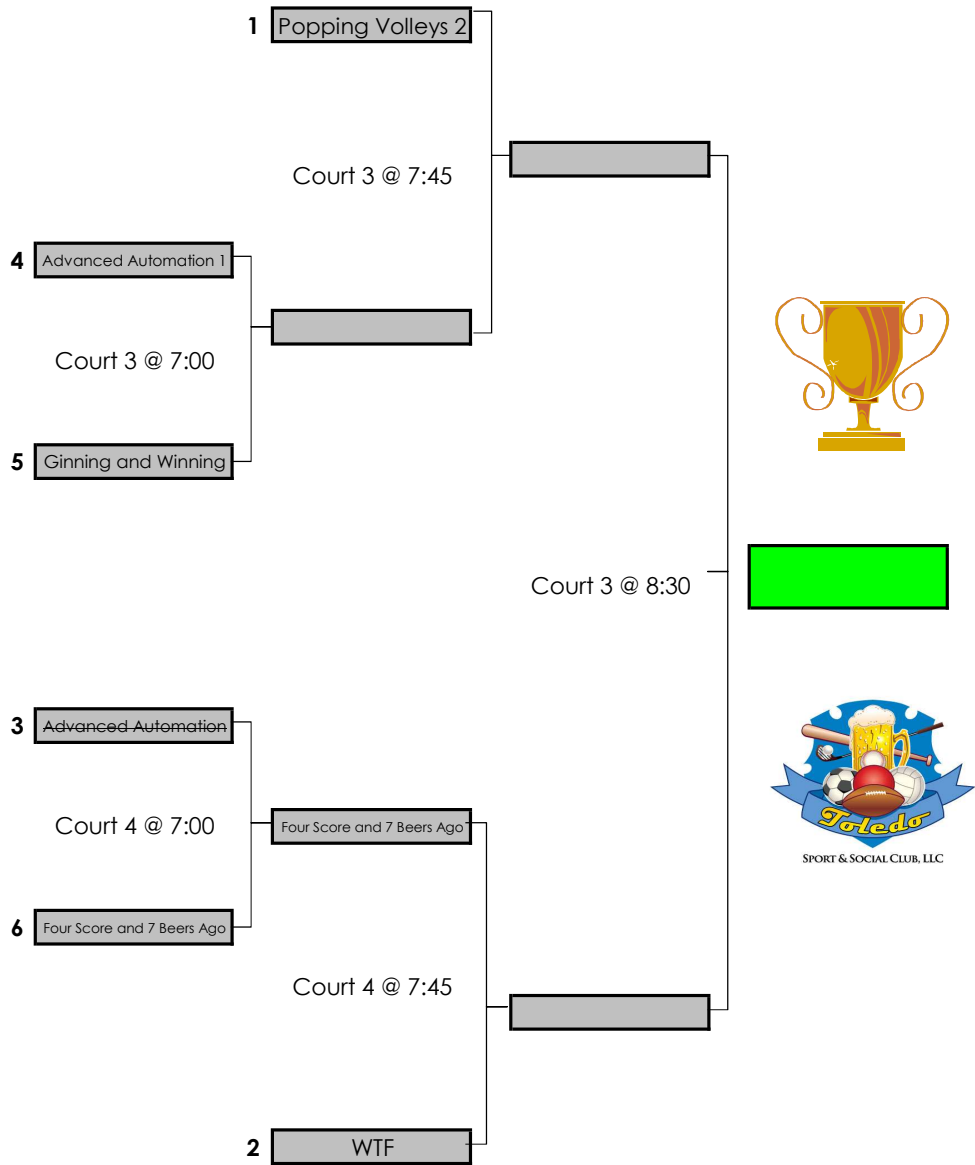 1 Popping Volleys 2
Court 3 @ 7:45
4 Advanced Automation 1
Court 3 @ 7:00
5 Ginning and Winning
Court 3 @ 8:30
3 Advanced Automation
Court 4 @ 7:00
Four Score and 7 Beers Ago
6 Four Score and 7 Beers Ago
Court 4 @ 7:45
2 WTF
Toledo
SPORT & SOCIAL CLUB, LLC